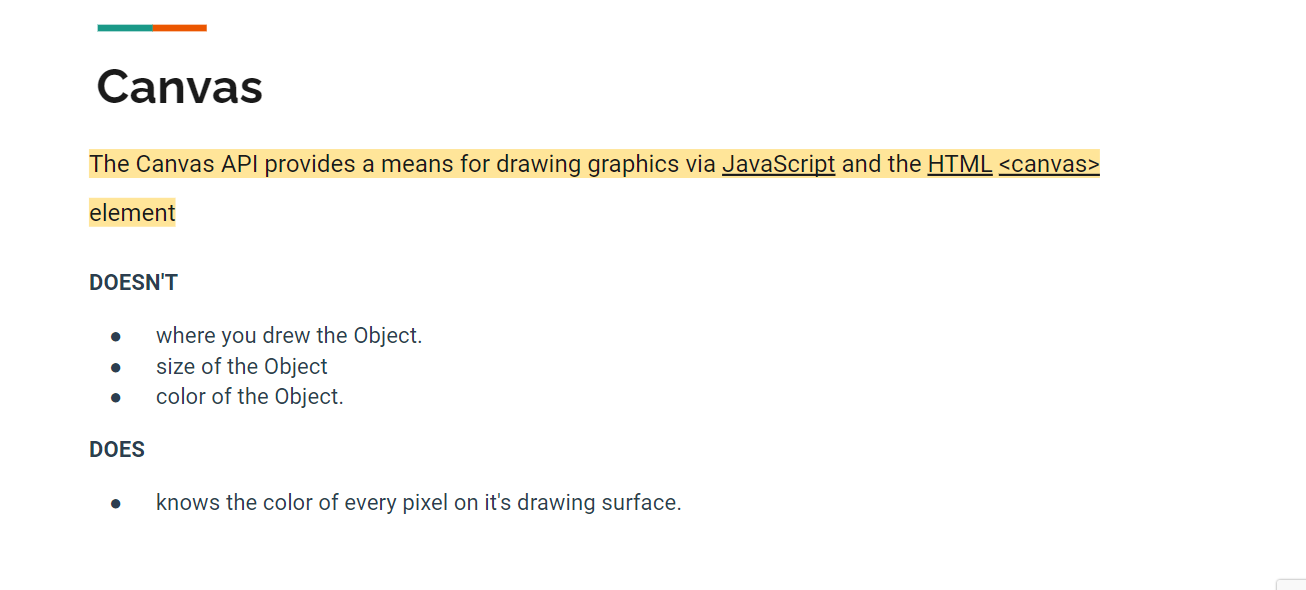 Canvas
The Canvas API provides a means for drawing graphics via JavaScript and the HTML <canvas>
element
DOESN'T
● where you drew the Object.
● size of the Object
● color of the Object.
DOES
● knows the color of every pixel on it's drawing surface.